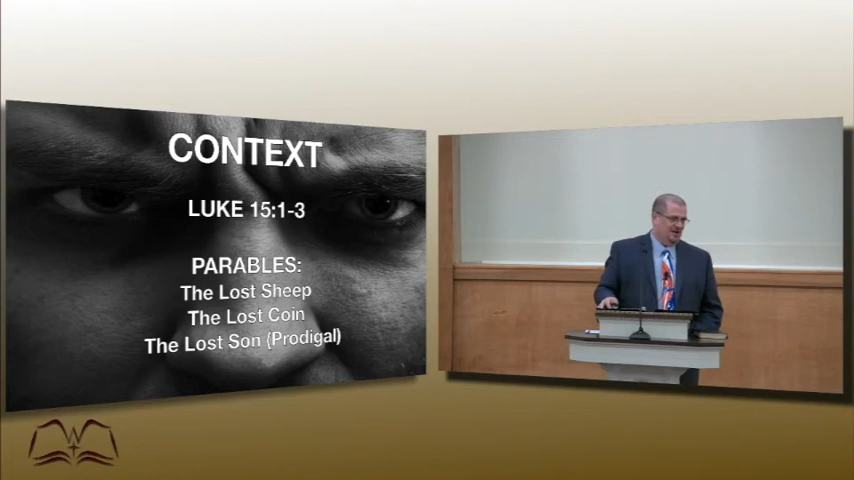 CONTEXT
LUKE 15:1-3
PARABLES:
The Lost Sheep
The Lost Coin
The Lost Son (Prodigal)